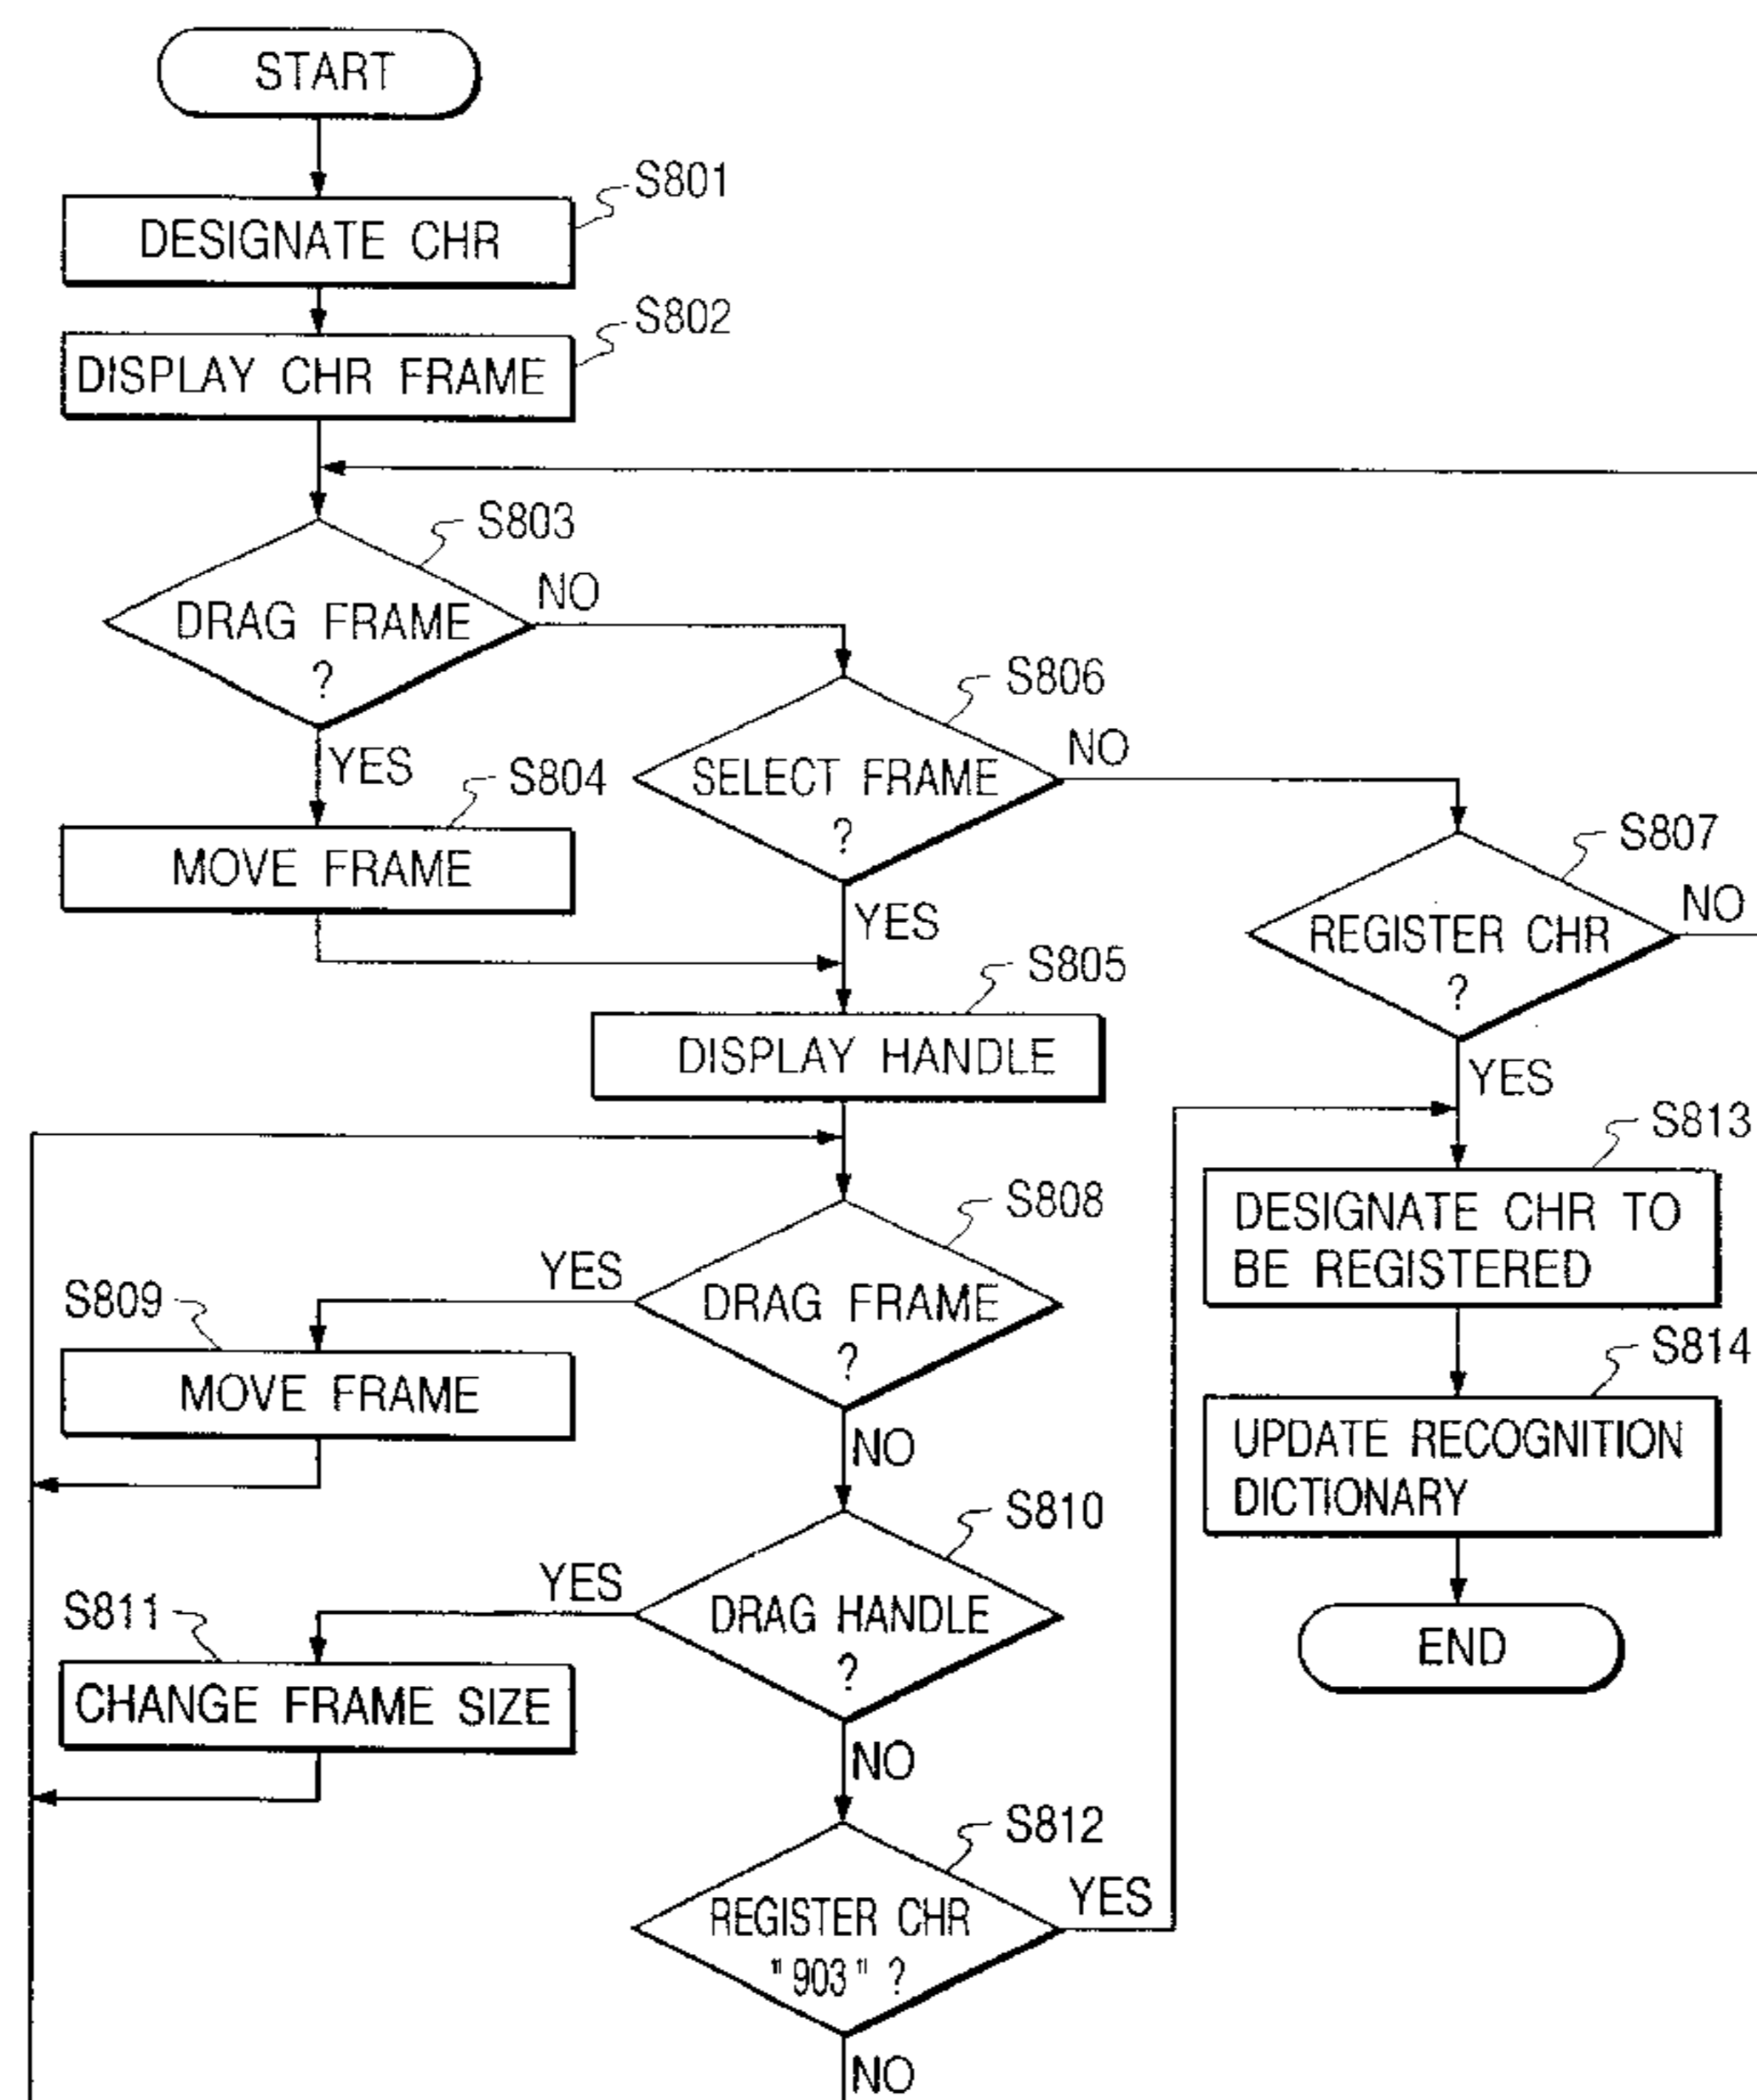 START
S801
DESIGNATE CHR
S802
DISPLAY CHR FRAME
S803
DRAG FRAME
?
NO
YES
S804
MOVE FRAME
S806
SELECT FRAME
?
NO
YES
S807
REGISTER CHR
?
NO
YES
S805
DISPLAY HANDLE
S808
DRAG FRAME
?
YES
S809
MOVE FRAME
NO
S810
DRAG HANDLE
?
YES
S811
CHANGE FRAME SIZE
NO
S812
REGISTER CHR
"903" ?
YES
NO
S813
DESIGNATE CHR TO
BE REGISTERED
S814
UPDATE RECOGNITION
DICTIONARY
END